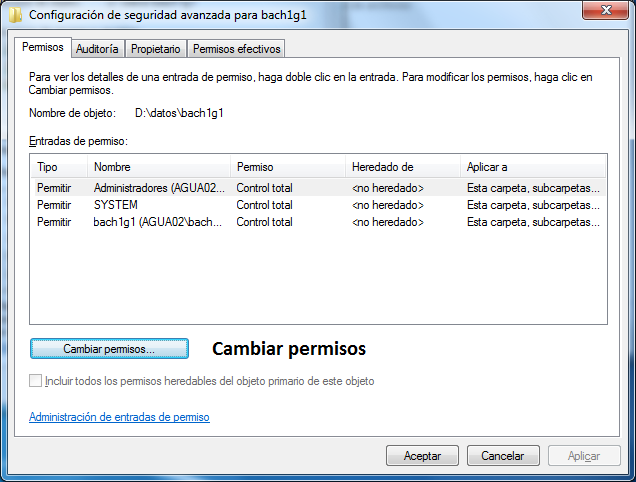 Configuración de seguridad avanzada para bach1g1
Permisos Auditoría Propietario Permisos efectivos
Para ver los detalles de una entrada de permiso, haga doble clic en la entrada. Para modificar los permisos, haga clic en
Cambiar permisos.
Nombre de objeto: D:\datos\bach1g1
Entradas de permiso:
Tipo Nombre Permiso Heredado de Aplicar a
Permitir Administradores (AGUA02... Control total <no heredado> Esta carpeta, subcarpetas...
Permitir SYSTEM Control total <no heredado> Esta carpeta, subcarpetas...
Permitir bach1g1 (AGUA02\bach... Control total <no heredado> Esta carpeta, subcarpetas...
Cambiar permisos... Cambiar permisos
Incluir todos los permisos heredables del objeto primario de este objeto
Administración de entradas de permiso
Aceptar Cancelar Aplicar